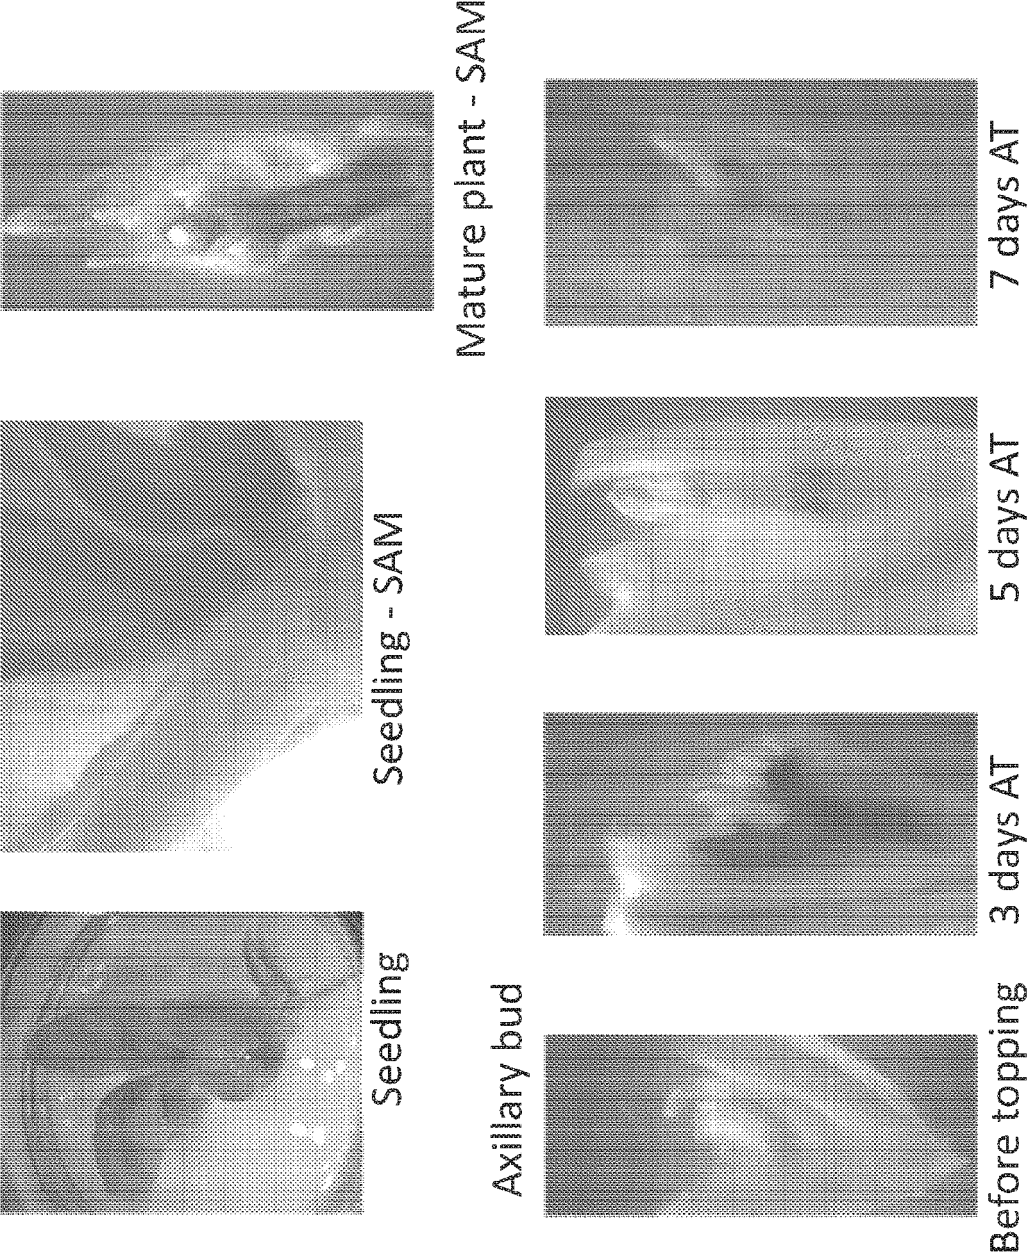 Seedling
Seedling - SAM
Mature plant - SAM
Axillary bud
Before topping
3 days AT
5 days AT
7 days AT